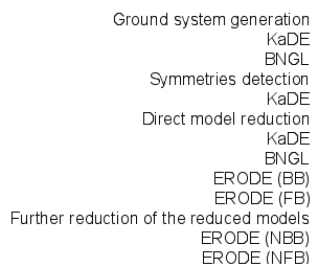 Ground system generation
KaDE
BNGL
Symmetries detection
KaDE
Direct model reduction
KaDE
BNGL
ERODE (BB)
ERODE (FB)
Further reduction of the reduced models
ERODE (NBB)
ERODE (NFB)